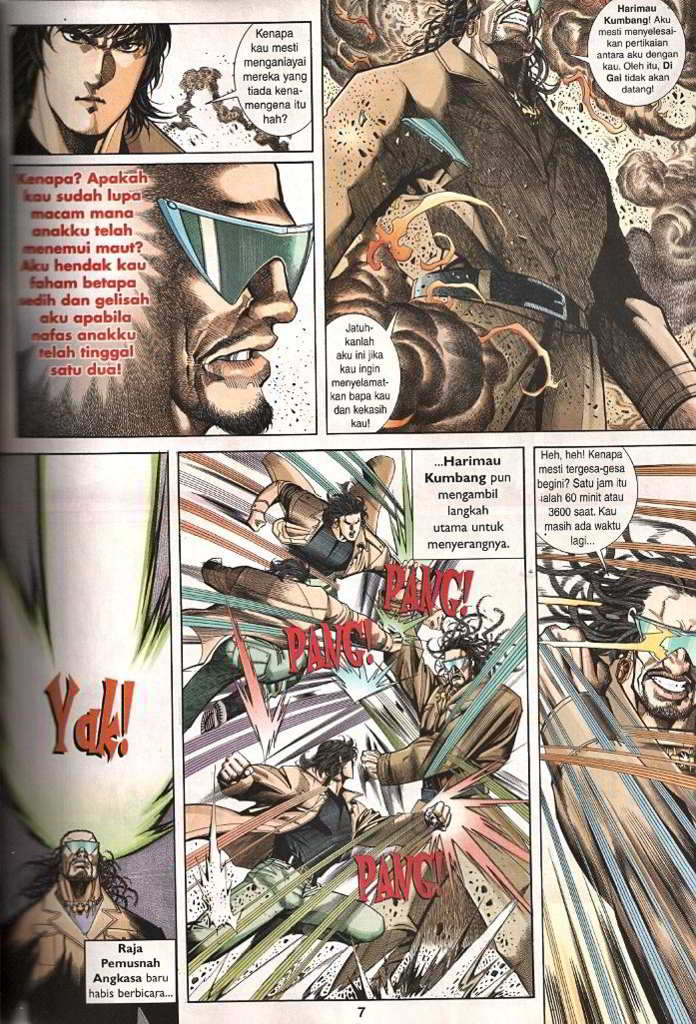 Kenapa
kau mesti
menganiayai
mereka yang
tiada kena-
mengena itu
hah?
Harimau
Kumbang! Aku
mesti menyelesai-
kan pertikaian
antara aku dengan
kau. Oleh itu, Di
Gai tidak akan
datang!
Kenapa? Apakah
kau sudah lupa
macam mana
anakku telah
menemui maut?
Aku hendak kau
faham betapa
sedih dan gelisah
aku apabila
nafas anakku
telah tinggal
satu dua!
Jatuh-
kanlah
aku ini jika
kau ingin
menyelamat-
kan bapa kau
dan kekasih
kau!
Yak!
Raja
Pemusnah
Angkasa baru
habis berbicara...
...Harimau
Kumbang pun
mengambil
langkah
utama untuk
menyerangnya.
PANG!
PANG!
PANG!
Heh, heh! Kenapa
mesti tergesa-gesa
begini? Satu jam itu
ialah 60 minit atau
3600 saat. Kau
masih ada waktu
lagi...
7